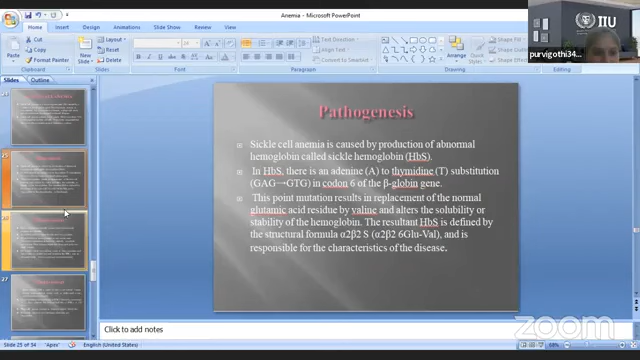 Anemia - Microsoft PowerPoint
Home Insert Design Animations Slide Show Review View
Paste
Cut
Copy
Format Painter
Clipboard
New Slide
Layout
Reset
Delete
Slides
Font
Text Direction
Align Text
Convert to SmartArt
Paragraph
Arrange
Quick Styles
Shape Fill
Shape Outline
Shape Effects
Drawing
Find
Replace
Select
Editing
IIU
purvigothi34...
Slides Outline
25
27
Pathogenesis
Sickle cell anemia is caused by production of abnormal
hemoglobin called sickle hemoglobin (HbS).
In HbS, there is an adenine (A) to thymidine (T) substitution
(GAG→GTG) in codon 6 of the β-globin gene.
This point mutation results in replacement of the normal
glutamic acid residue by valine and alters the solubility or
stability of the hemoglobin. The resultant HbS is defined by
the structural formula α2β2 S (α2β2 6Glu-Val), and is
responsible for the characteristics of the disease.
Click to add notes
zoom
Slide 25 of 34 "Apex" English (United States) 68%